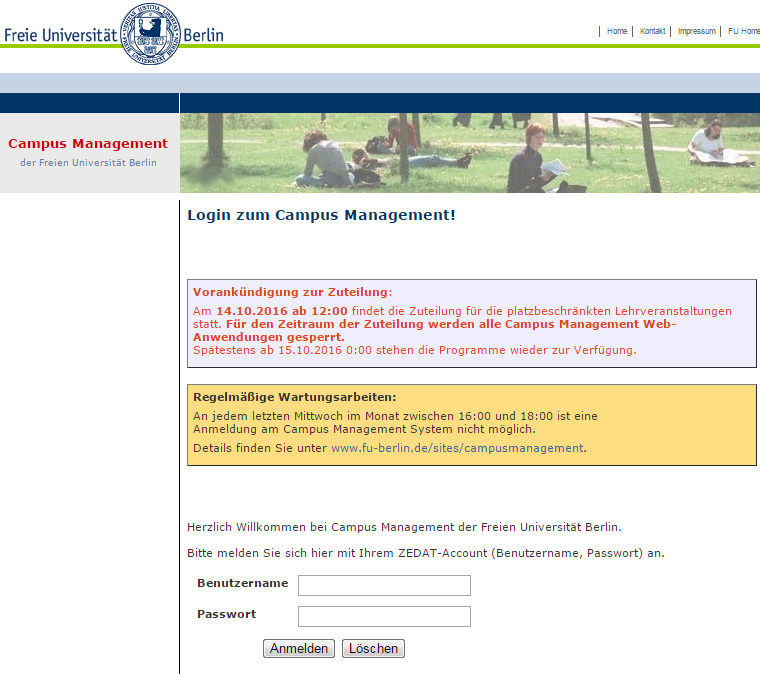 Freie Universität Berlin
Home
Kontakt
Impressum
FU Home
Campus Management
der Freien Universität Berlin
Login zum Campus Management!
Vorankündigung zur Zuteilung:
Am 14.10.2016 ab 12:00 findet die Zuteilung für die platzbeschränkten Lehrveranstaltungen
statt. Für den Zeitraum der Zuteilung werden alle Campus Management Web-
Anwendungen gesperrt.
Spätestens ab 15.10.2016 0:00 stehen die Programme wieder zur Verfügung.
Regelmäßige Wartungsarbeiten:
An jedem letzten Mittwoch im Monat zwischen 16:00 und 18:00 ist eine
Anmeldung am Campus Management System nicht möglich.
Details finden Sie unter www.fu-berlin.de/sites/campusmanagement.
Herzlich Willkommen bei Campus Management der Freien Universität Berlin.
Bitte melden Sie sich hier mit Ihrem ZEDAT-Account (Benutzername, Passwort) an.
Benutzername
Passwort
Anmelden
Löschen